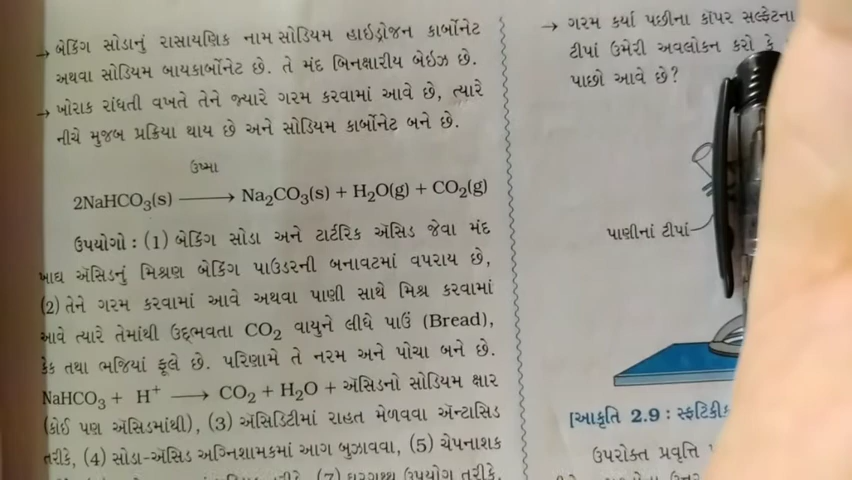 → બેકિંગ સોડાનું રાસાયણિક નામ સોડિયમ હાઇડ્રોજન કાર્બોનેટ
અથવા સોડિયમ બાયકાર્બોનેટ છે. તે મંદ બિનક્ષારીય બેઇઝ છે.
→ ખોરાક રાંધતી વખતે તેને જ્યારે ગરમ કરવામાં આવે છે, ત્યારે
નીચે મુજબ પ્રક્રિયા થાય છે અને સોડિયમ કાર્બોનેટ બને છે.
ઉષ્મા
2NaHCO₃(s) ⟶ Na₂CO₃(s) + H₂O(g) + CO₂(g)
ઉપયોગો : (1) બેકિંગ સોડા અને ટાર્ટરિક ઍસિડ જેવા મંદ
ખાદ્ય ઍસિડનું મિશ્રણ બેકિંગ પાઉડરની બનાવટમાં વપરાય છે,
(2) તેને ગરમ કરવામાં આવે અથવા પાણી સાથે મિશ્ર કરવામાં
આવે ત્યારે તેમાંથી ઉદ્ભવતા CO₂ વાયુને લીધે પાઉં (Bread),
કેક તથા ભજિયાં ફૂલે છે. પરિણામે તે નરમ અને પોચા બને છે.
NaHCO₃ + H⁺ ⟶ CO₂ + H₂O + ઍસિડનો સોડિયમ ક્ષાર
(કોઈ પણ ઍસિડમાંથી), (3) ઍસિડિટીમાં રાહત મેળવવા ઍન્ટાસિડ
તરીકે, (4) સોડા-ઍસિડ અગ્નિશામકમાં આગ બુઝાવવા, (5) ચેપનાશક
(7) ઘરગથ્થુ ઉપયોગ તરીકે.
→ ગરમ કર્યા પછીના કૉપર સલ્ફેટના
ટીપાં ઉમેરી અવલોકન કરો કે
પાછો આવે છે?
પાણીનાં ટીપાં
[આકૃતિ 2.9 : સ્ફટિકીક
ઉપરોક્ત પ્રવૃત્તિ